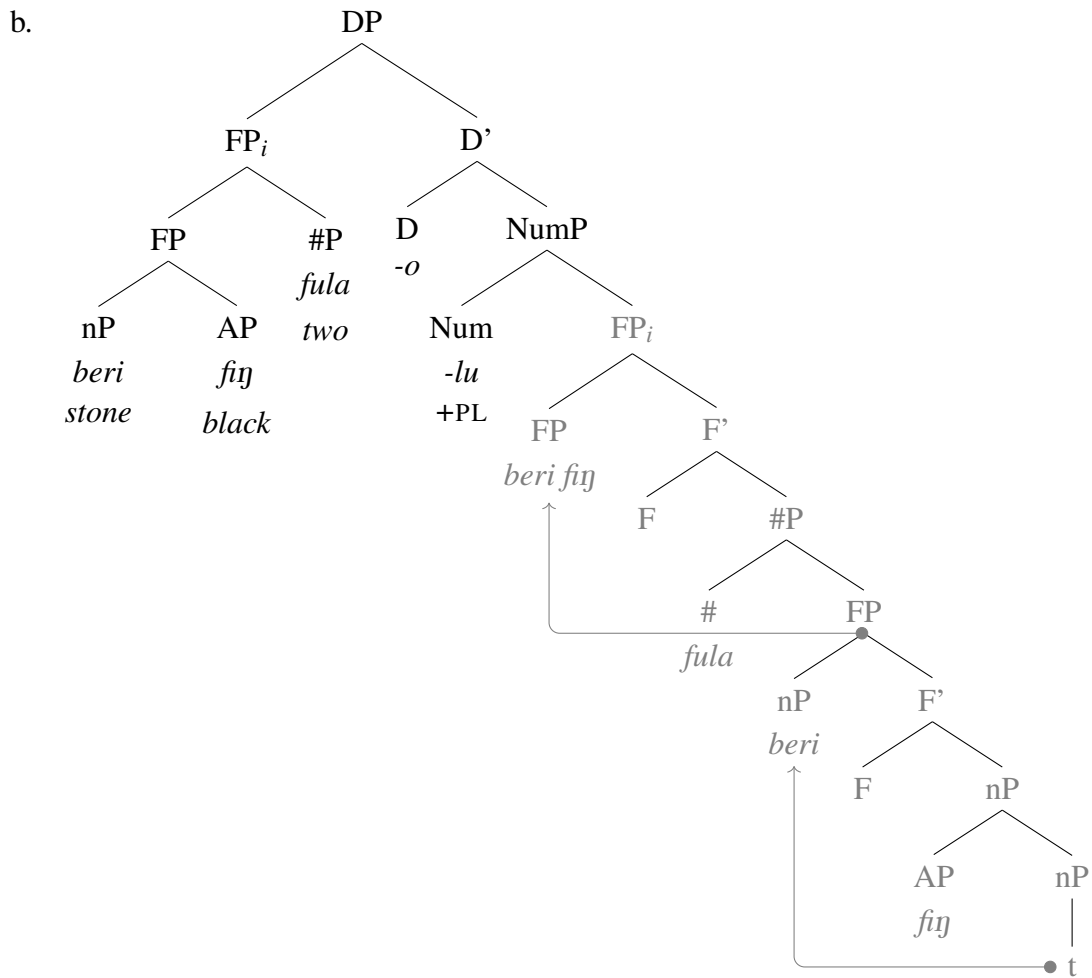 b.
DP
FPi D’
FP #P D NumP
fula -o
nP AP two Num FPi
beri fiŋ -lu
stone black +PL FP F’
beri fiŋ
F #P
# FP
fula
nP F’
beri
F nP
AP nP
fiŋ
t